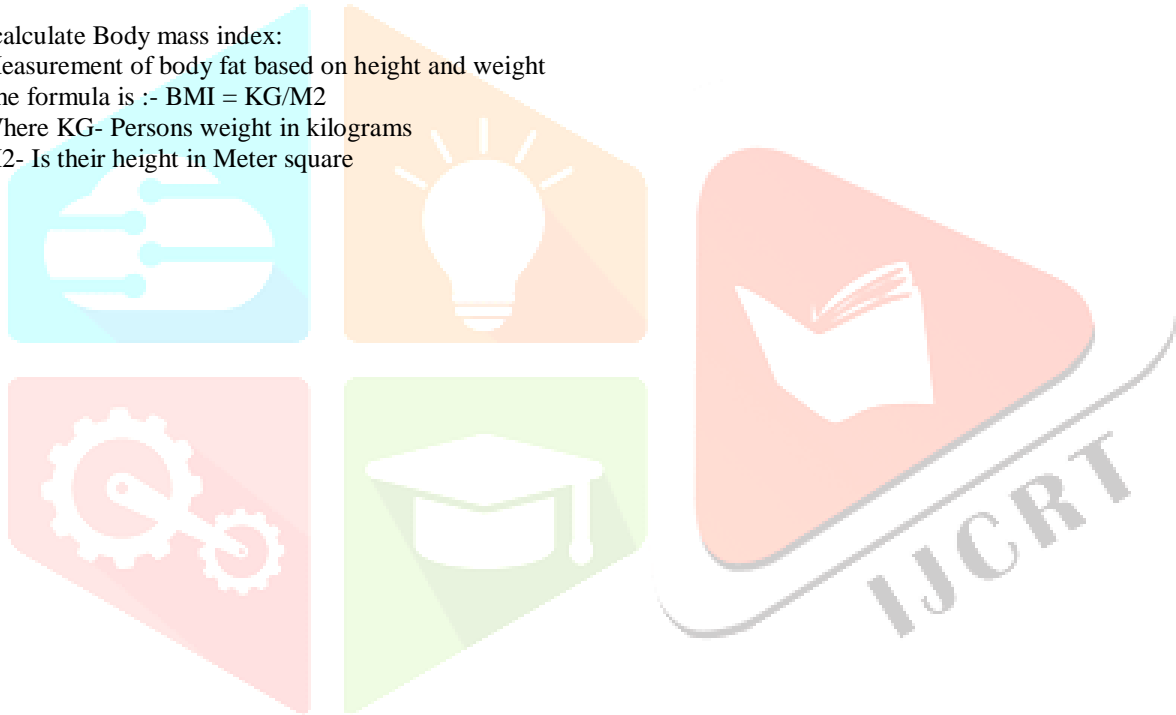 calculate Body mass index:
easurement of body fat based on height and weight
he formula is :- BMI = KG/M2
here KG- Persons weight in kilograms
2- Is their height in Meter square
IJCRT